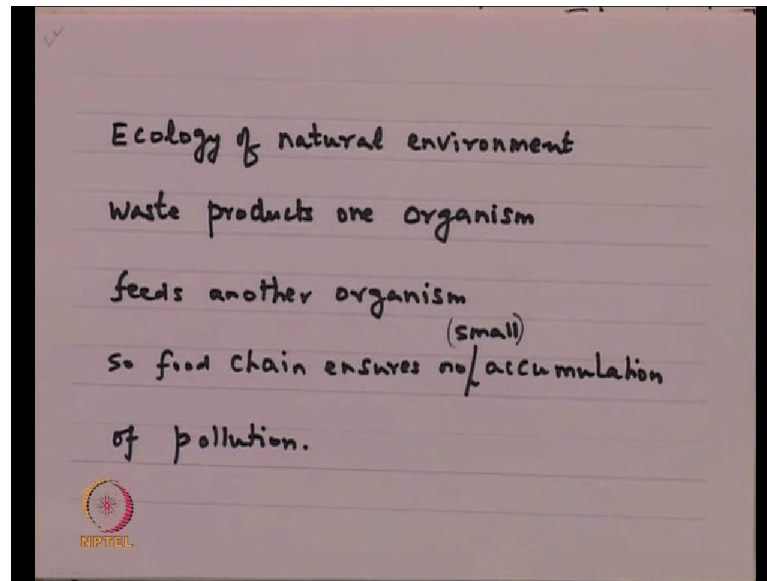 Ecology of natural environment
waste products one organism
feeds another organism
(small)
so food chain ensures no/accumulation
of pollution.
NPTEL